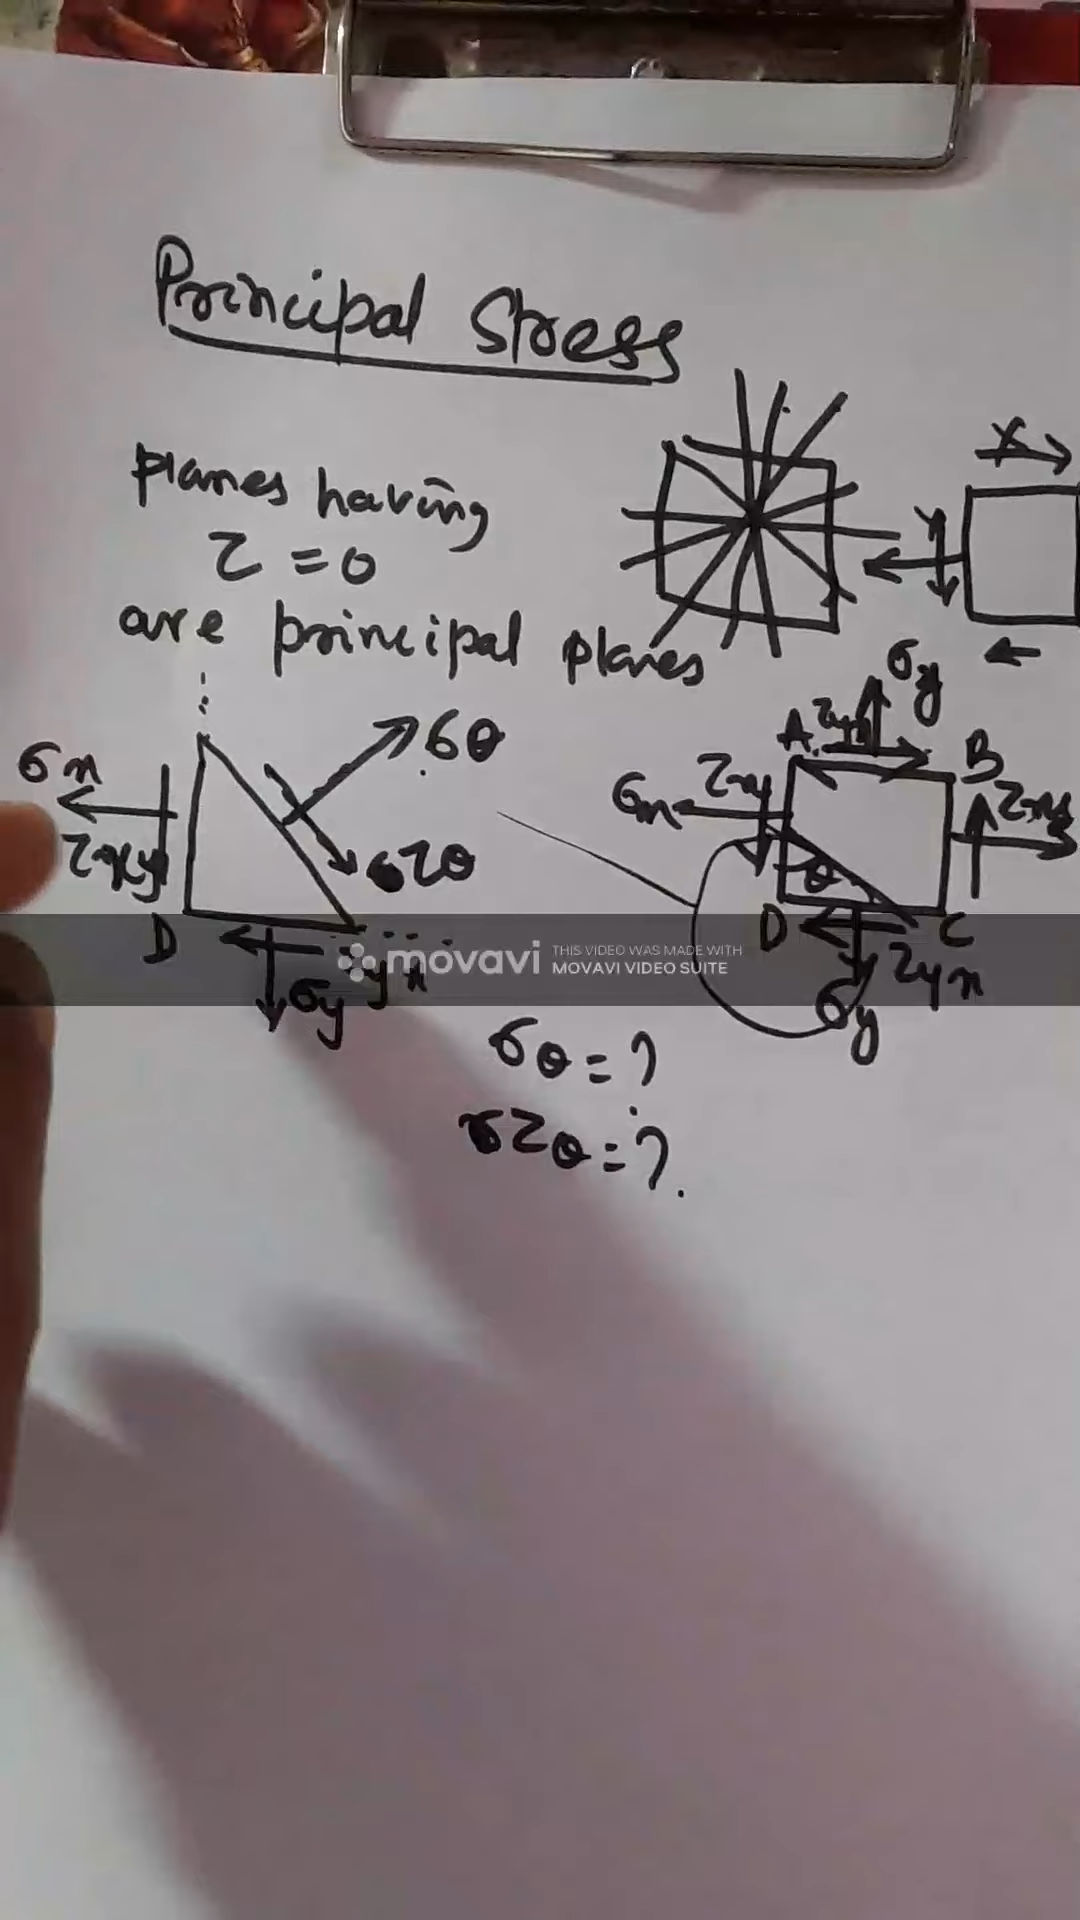 Principal Stress
planes having
τ = 0
are principal planes
x
y
σy
A
τyx
B
σx
τxy
τxy
θ
D
C
τyx
σy
σx
σθ
τxy
τθ
D
yx
σy
movavi
THIS VIDEO WAS MADE WITH
MOVAVI VIDEO SUITE
σθ = ?
τθ = ?